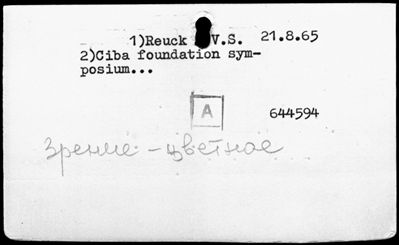 1)Reuck V.S. 21.8.65
2)Ciba foundation sym-
posium...
A
644594
Зрение - цветное